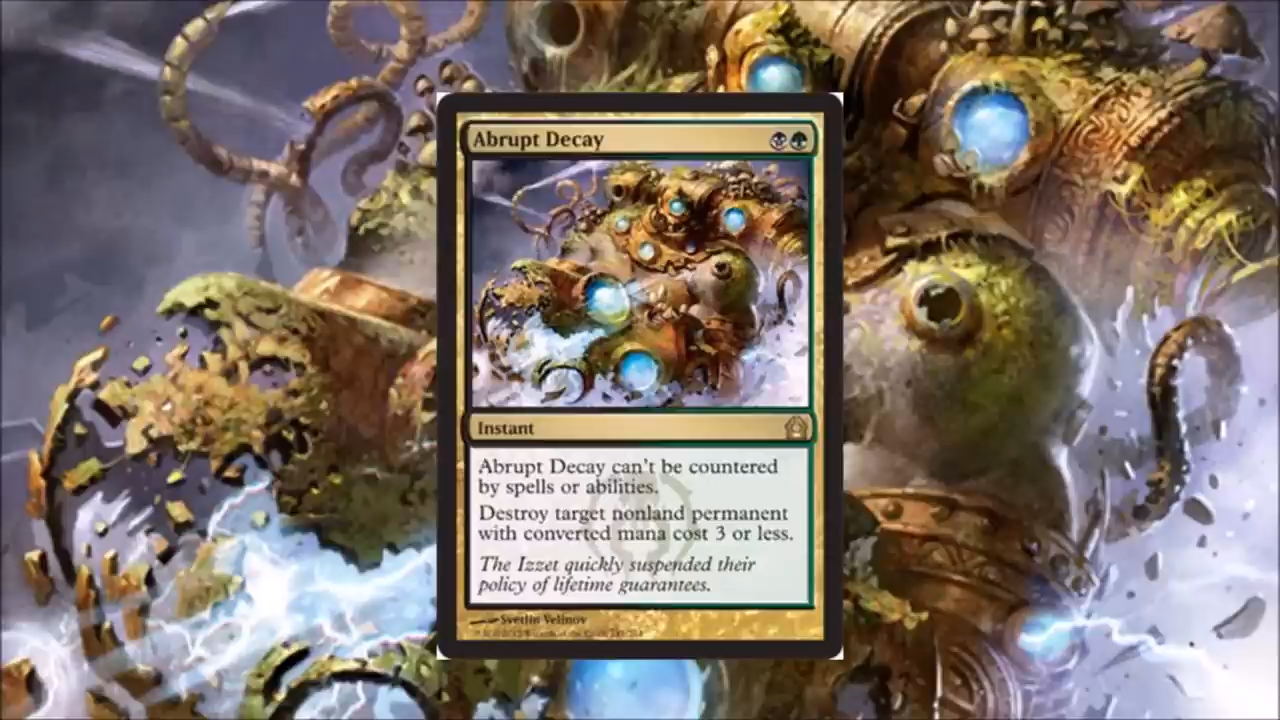 Abrupt Decay
Instant
Abrupt Decay can't be countered
by spells or abilities.
Destroy target nonland permanent
with converted mana cost 3 or less.
The Izzet quickly suspended their
policy of lifetime guarantees.
Svetlin Velinov